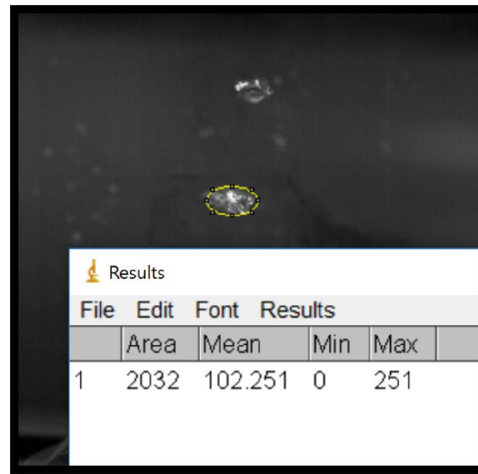 Results
File Edit Font Results
Area Mean Min Max
1 2032 102.251 0 251